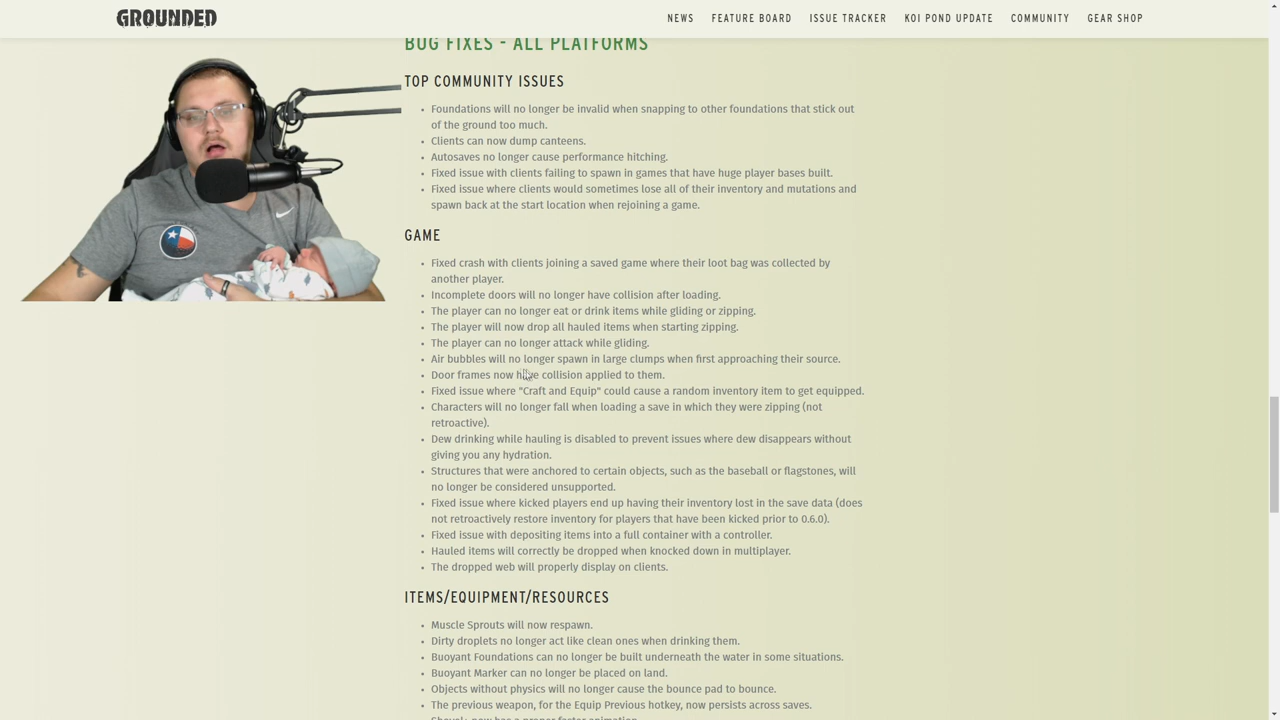 GROUNDED
NEWS FEATURE BOARD ISSUE TRACKER KOI POND UPDATE COMMUNITY GEAR SHOP
BUG FIXES - ALL PLATFORMS
TOP COMMUNITY ISSUES
• Foundations will no longer be invalid when snapping to other foundations that stick out
of the ground too much.
• Clients can now dump canteens.
• Autosaves no longer cause performance hitching.
• Fixed issue with clients failing to spawn in games that have huge player bases built.
• Fixed issue where clients would sometimes lose all of their inventory and mutations and
spawn back at the start location when rejoining a game.
GAME
• Fixed crash with clients joining a saved game where their loot bag was collected by
another player.
• Incomplete doors will no longer have collision after loading.
• The player can no longer eat or drink items while gliding or zipping.
• The player will now drop all hauled items when starting zipping.
• The player can no longer attack while gliding.
• Air bubbles will no longer spawn in large clumps when first approaching their source.
• Door frames now have collision applied to them.
• Fixed issue where "Craft and Equip" could cause a random inventory item to get equipped.
• Characters will no longer fall when loading a save in which they were zipping (not
retroactive).
• Dew drinking while hauling is disabled to prevent issues where dew disappears without
giving you any hydration.
• Structures that were anchored to certain objects, such as the baseball or flagstones, will
no longer be considered unsupported.
• Fixed issue where kicked players end up having their inventory lost in the save data (does
not retroactively restore inventory for players that have been kicked prior to 0.6.0).
• Fixed issue with depositing items into a full container with a controller.
• Hauled items will correctly be dropped when knocked down in multiplayer.
• The dropped web will properly display on clients.
ITEMS/EQUIPMENT/RESOURCES
• Muscle Sprouts will now respawn.
• Dirty droplets no longer act like clean ones when drinking them.
• Buoyant Foundations can no longer be built underneath the water in some situations.
• Buoyant Marker can no longer be placed on land.
• Objects without physics will no longer cause the bounce pad to bounce.
• The previous weapon, for the Equip Previous hotkey, now persists across saves.